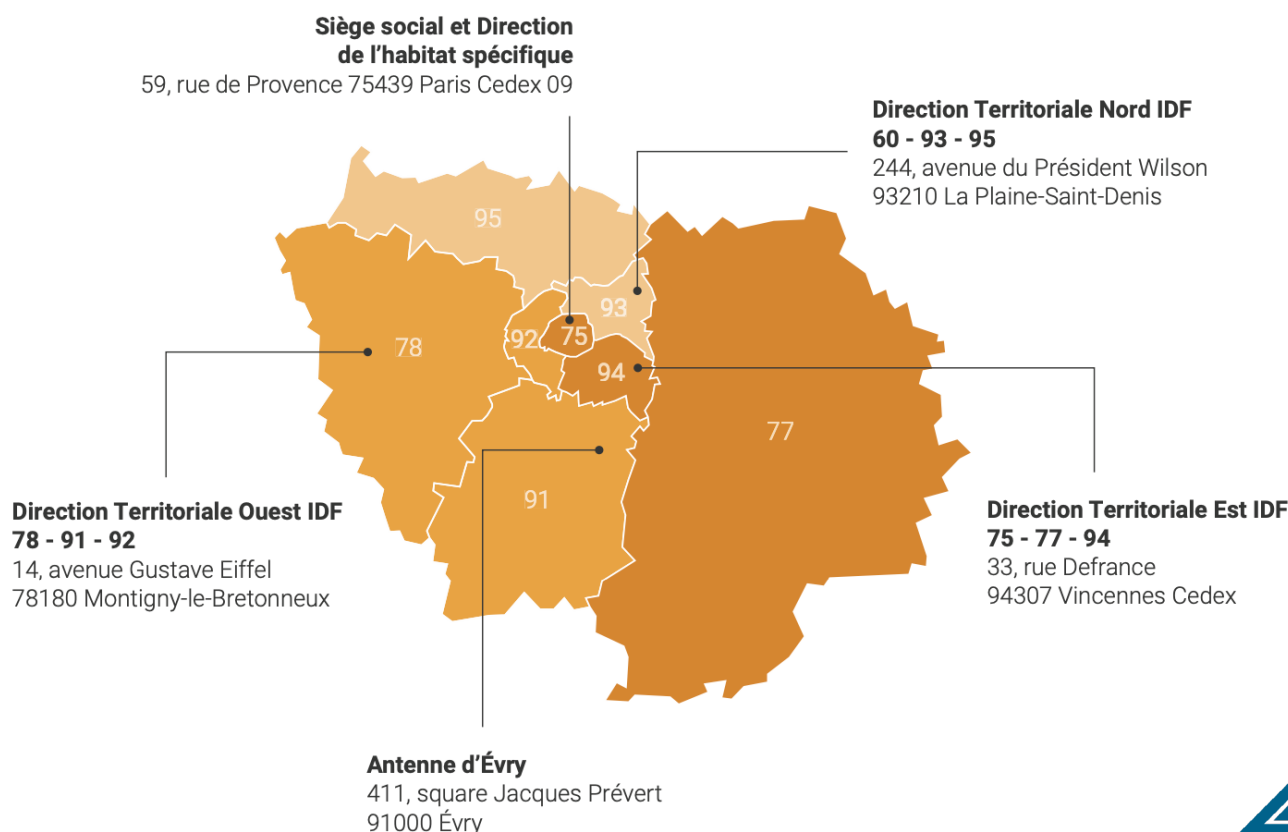 Siège social et Direction
de l'habitat spécifique
59, rue de Provence 75439 Paris Cedex 09
Direction Territoriale Nord IDF
60 - 93 - 95
244, avenue du Président Wilson
93210 La Plaine-Saint-Denis
95
93
92
75
78
94
77
91
Direction Territoriale Ouest IDF
78 - 91 - 92
14, avenue Gustave Eiffel
78180 Montigny-le-Bretonneux
Direction Territoriale Est IDF
75 - 77 - 94
33, rue Defrance
94307 Vincennes Cedex
Antenne d'Évry
411, square Jacques Prévert
91000 Évry